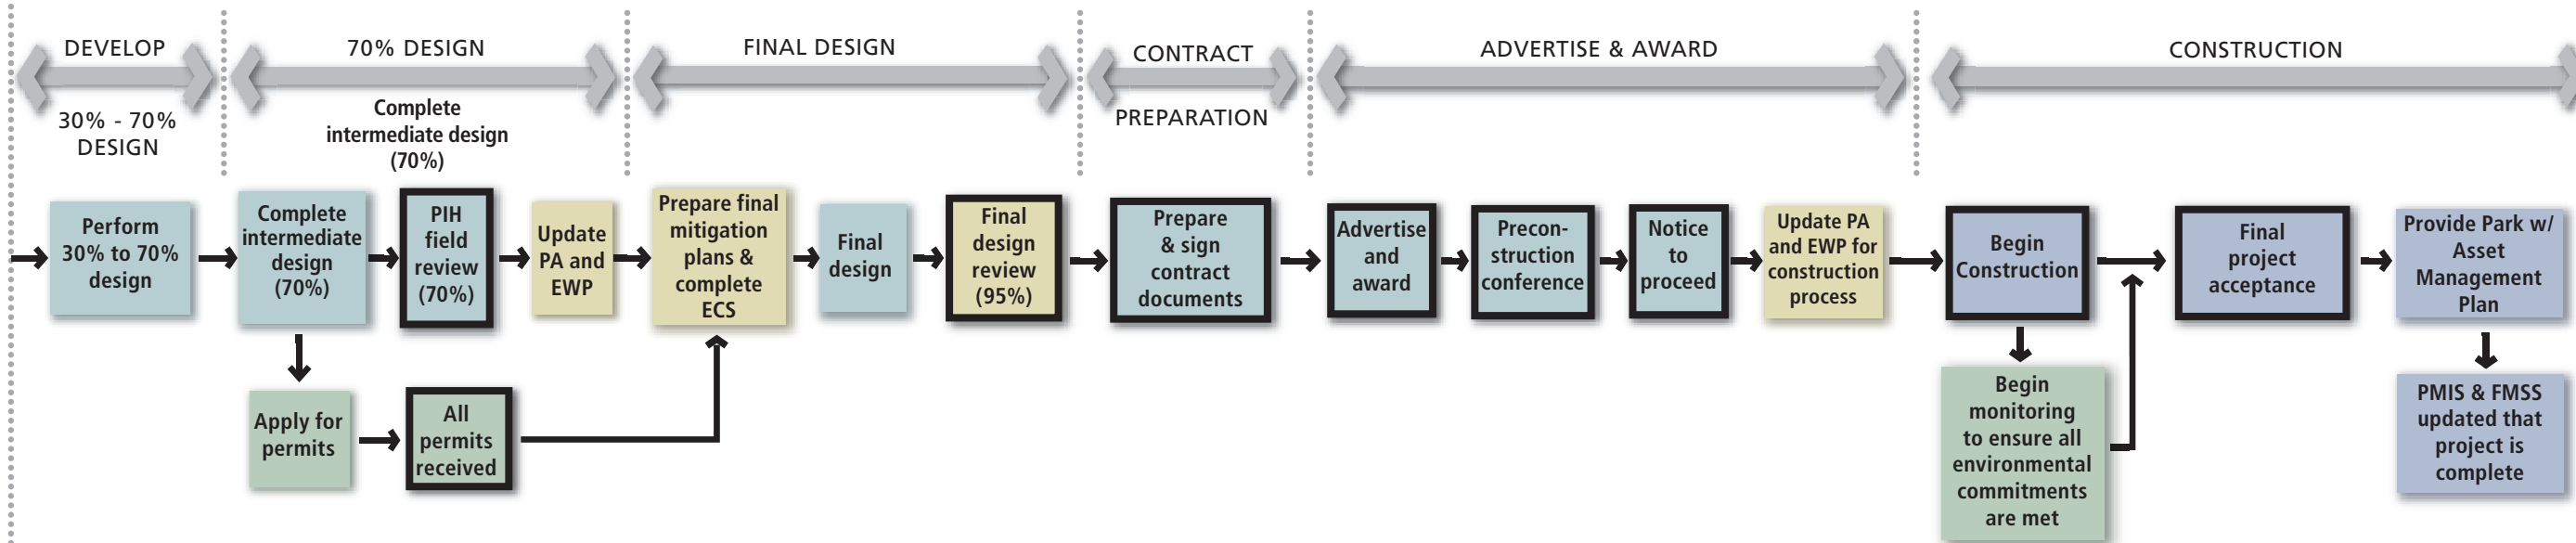 DEVELOP
30% - 70%
DESIGN
70% DESIGN
Complete
intermediate design
(70%)
FINAL DESIGN
CONTRACT
PREPARATION
ADVERTISE & AWARD
CONSTRUCTION
Perform
30% to 70%
design
Complete
intermediate
design
(70%)
PIH
field
review
(70%)
Update
PA and
EWP
Prepare final
mitigation
plans &
complete
ECS
Final
design
Final
design
review
(95%)
Prepare
& sign
contract
documents
Advertise
and
award
Precon-
struction
conference
Notice
to
proceed
Update PA
and EWP for
construction
process
Begin
Construction
Final
project
acceptance
Provide Park w/
Asset
Management
Plan
Apply for
permits
All
permits
received
Begin
monitoring
to ensure all
environmental
commitments
are met
PMIS & FMSS
updated that
project is
complete